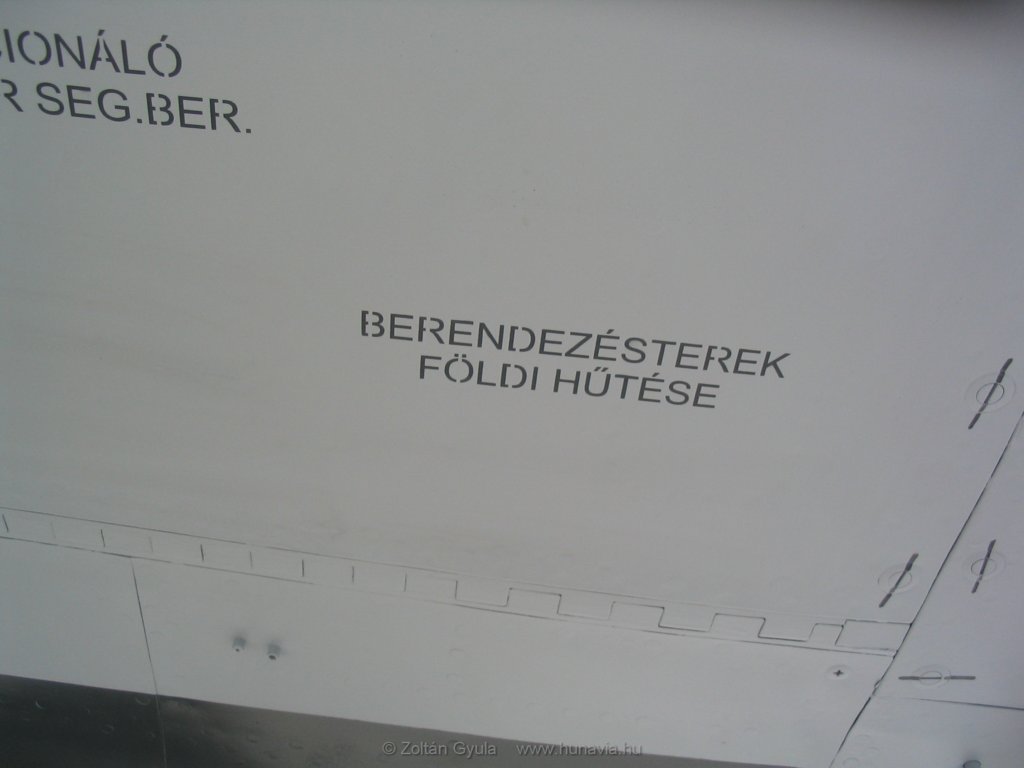 IONÁLÓ
R SEG.BER.
BERENDEZÉSTEREK
FÖLDI HŰTÉSE
© Zoltán Gyula www.hunavia.hu